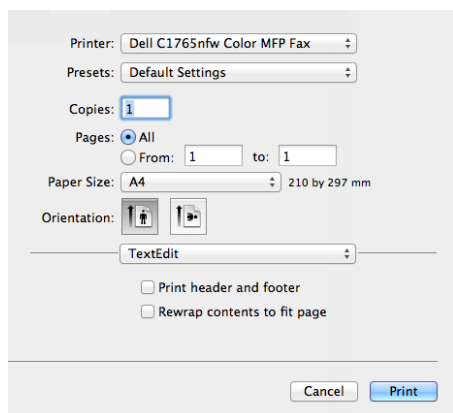 Printer: Dell C1765nfw Color MFP Fax
Presets: Default Settings
Copies: 1
Pages: All
From: 1 to: 1
Paper Size: A4 210 by 297 mm
Orientation:
TextEdit
Print header and footer
Rewrap contents to fit page
Cancel Print